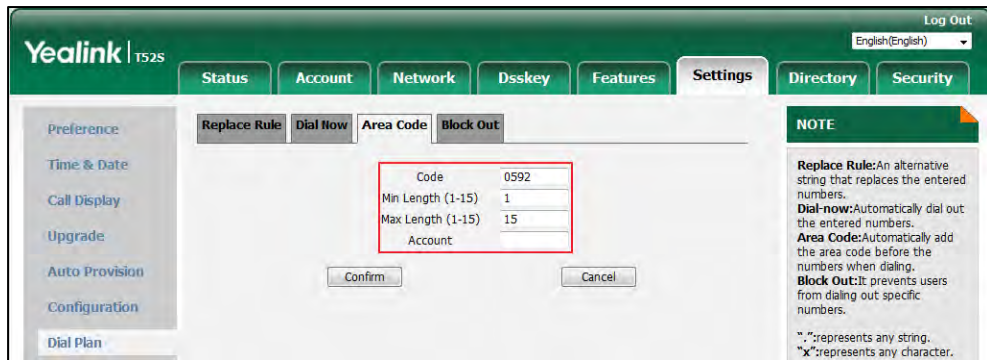 Log Out
Yealink T52S
English(English)
Status Account Network Dsskey Features Settings Directory Security
Preference
Time & Date
Call Display
Upgrade
Auto Provision
Configuration
Dial Plan
Replace Rule Dial Now Area Code Block Out
Code 0592
Min Length (1-15) 1
Max Length (1-15) 15
Account
Confirm Cancel
NOTE
Replace Rule:An alternative
string that replaces the entered
numbers.
Dial-now:Automatically dial out
the entered numbers.
Area Code:Automatically add
the area code before the
numbers when dialing.
Block Out:It prevents users
from dialing out specific
numbers.
".":represents any string.
"x":represents any character.